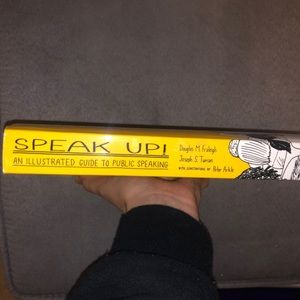 SPEAK UP!
AN ILLUSTRATED GUIDE TO PUBLIC SPEAKING
Douglas M. Fraleigh
Joseph S. Tuman
WITH ILLUSTRATIONS BY Peter Arkle